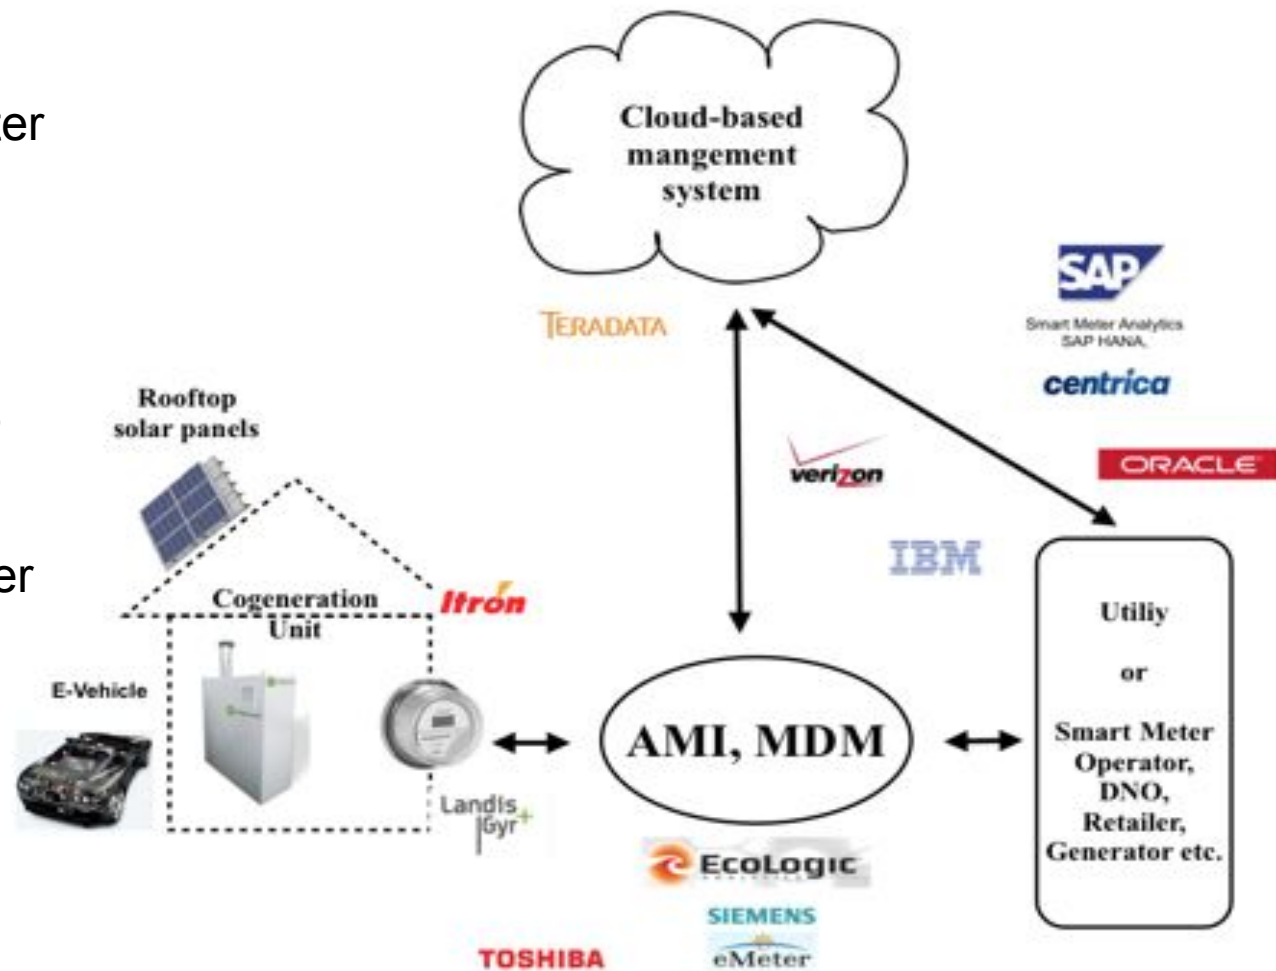 ter
er
Cloud-based
mangement
system
TERADATA
SAP
Smart Meter Analytics
SAP HANA,
centrica
verizon
ORACLE
IBM
Rooftop
solar panels
Cogeneration
Unit
Itron
E-Vehicle
Landis
Gyr+
AMI, MDM
Utiliy
or
Smart Meter
Operator,
DNO,
Retailer,
Generator etc.
EcoLogic
SIEMENS
eMeter
TOSHIBA